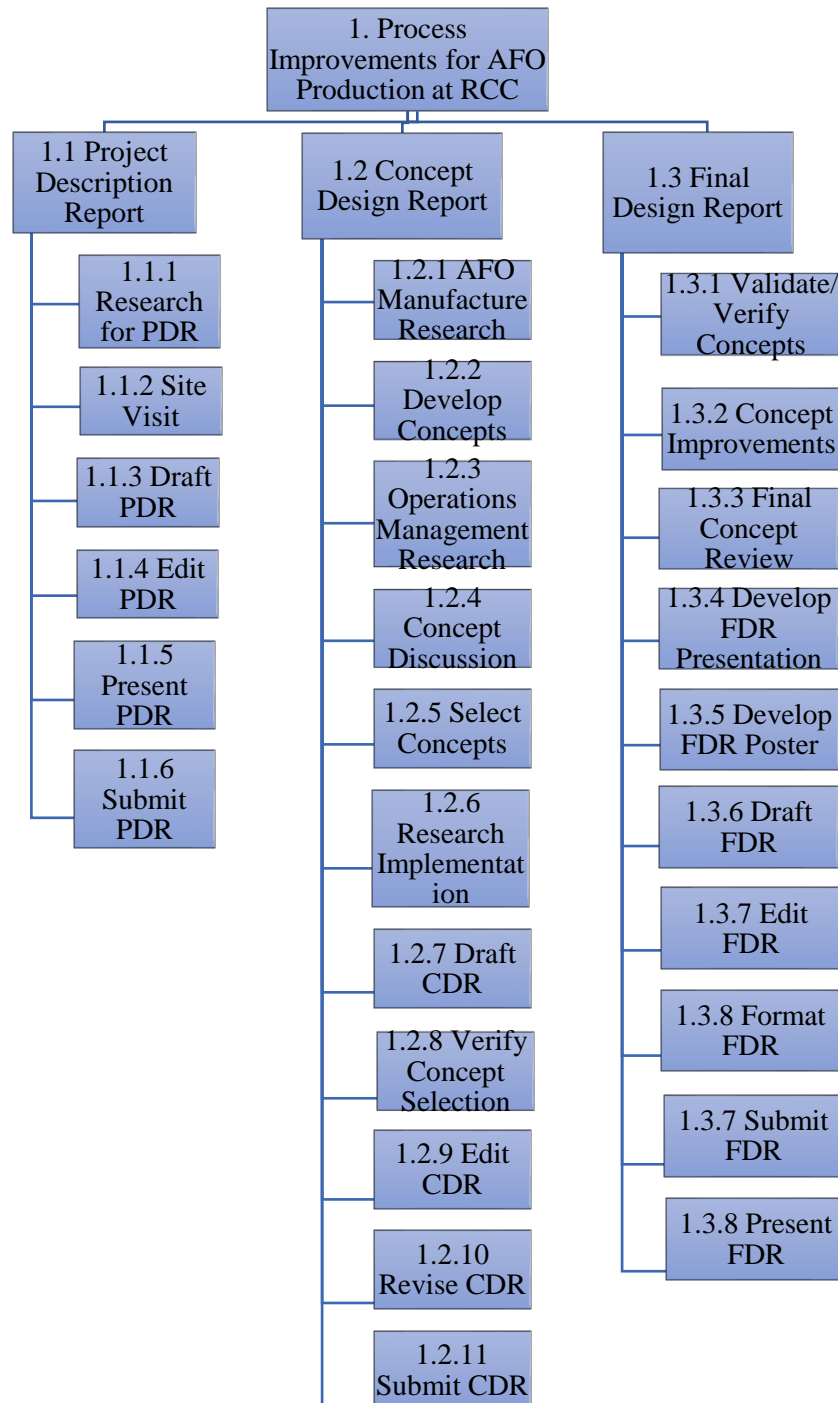 1. Process
Improvements for AFO
Production at RCC
1.1 Project
Description
Report
1.1.1
Research
for PDR
1.1.2 Site
Visit
1.1.3 Draft
PDR
1.1.4 Edit
PDR
1.1.5
Present
PDR
1.1.6
Submit
PDR
1.2 Concept
Design Report
1.2.1 AFO
Manufacture
Research
1.2.2
Develop
Concepts
1.2.3
Operations
Management
Research
1.2.4
Concept
Discussion
1.2.5 Select
Concepts
1.2.6
Research
Implementat
ion
1.2.7 Draft
CDR
1.2.8 Verify
Concept
Selection
1.2.9 Edit
CDR
1.2.10
Revise CDR
1.2.11
Submit CDR
1.3 Final
Design Report
1.3.1 Validate/
Verify
Concepts
1.3.2 Concept
Improvements
1.3.3 Final
Concept
Review
1.3.4 Develop
FDR
Presentation
1.3.5 Develop
FDR Poster
1.3.6 Draft
FDR
1.3.7 Edit
FDR
1.3.8 Format
FDR
1.3.7 Submit
FDR
1.3.8 Present
FDR